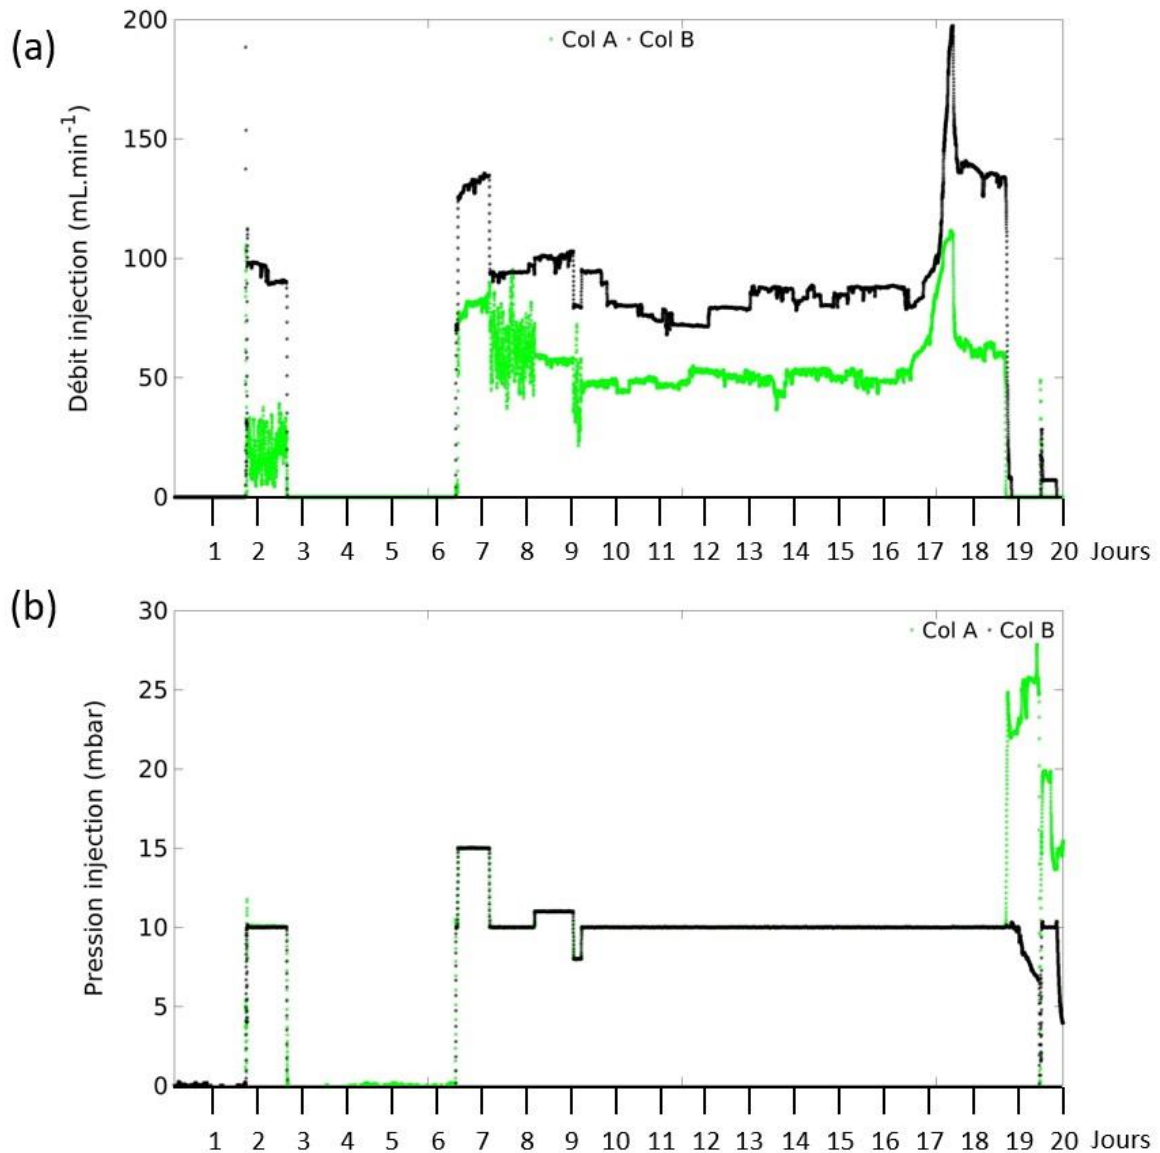 (a)
Débit injection (mL.min-1)
200
150
100
50
0
Col A Col B
1 2 3 4 5 6 7 8 9 10 11 12 13 14 15 16 17 18 19 20 Jours
(b)
Pression injection (mbar)
30
25
20
15
10
5
0
Col A Col B
1 2 3 4 5 6 7 8 9 10 11 12 13 14 15 16 17 18 19 20 Jours